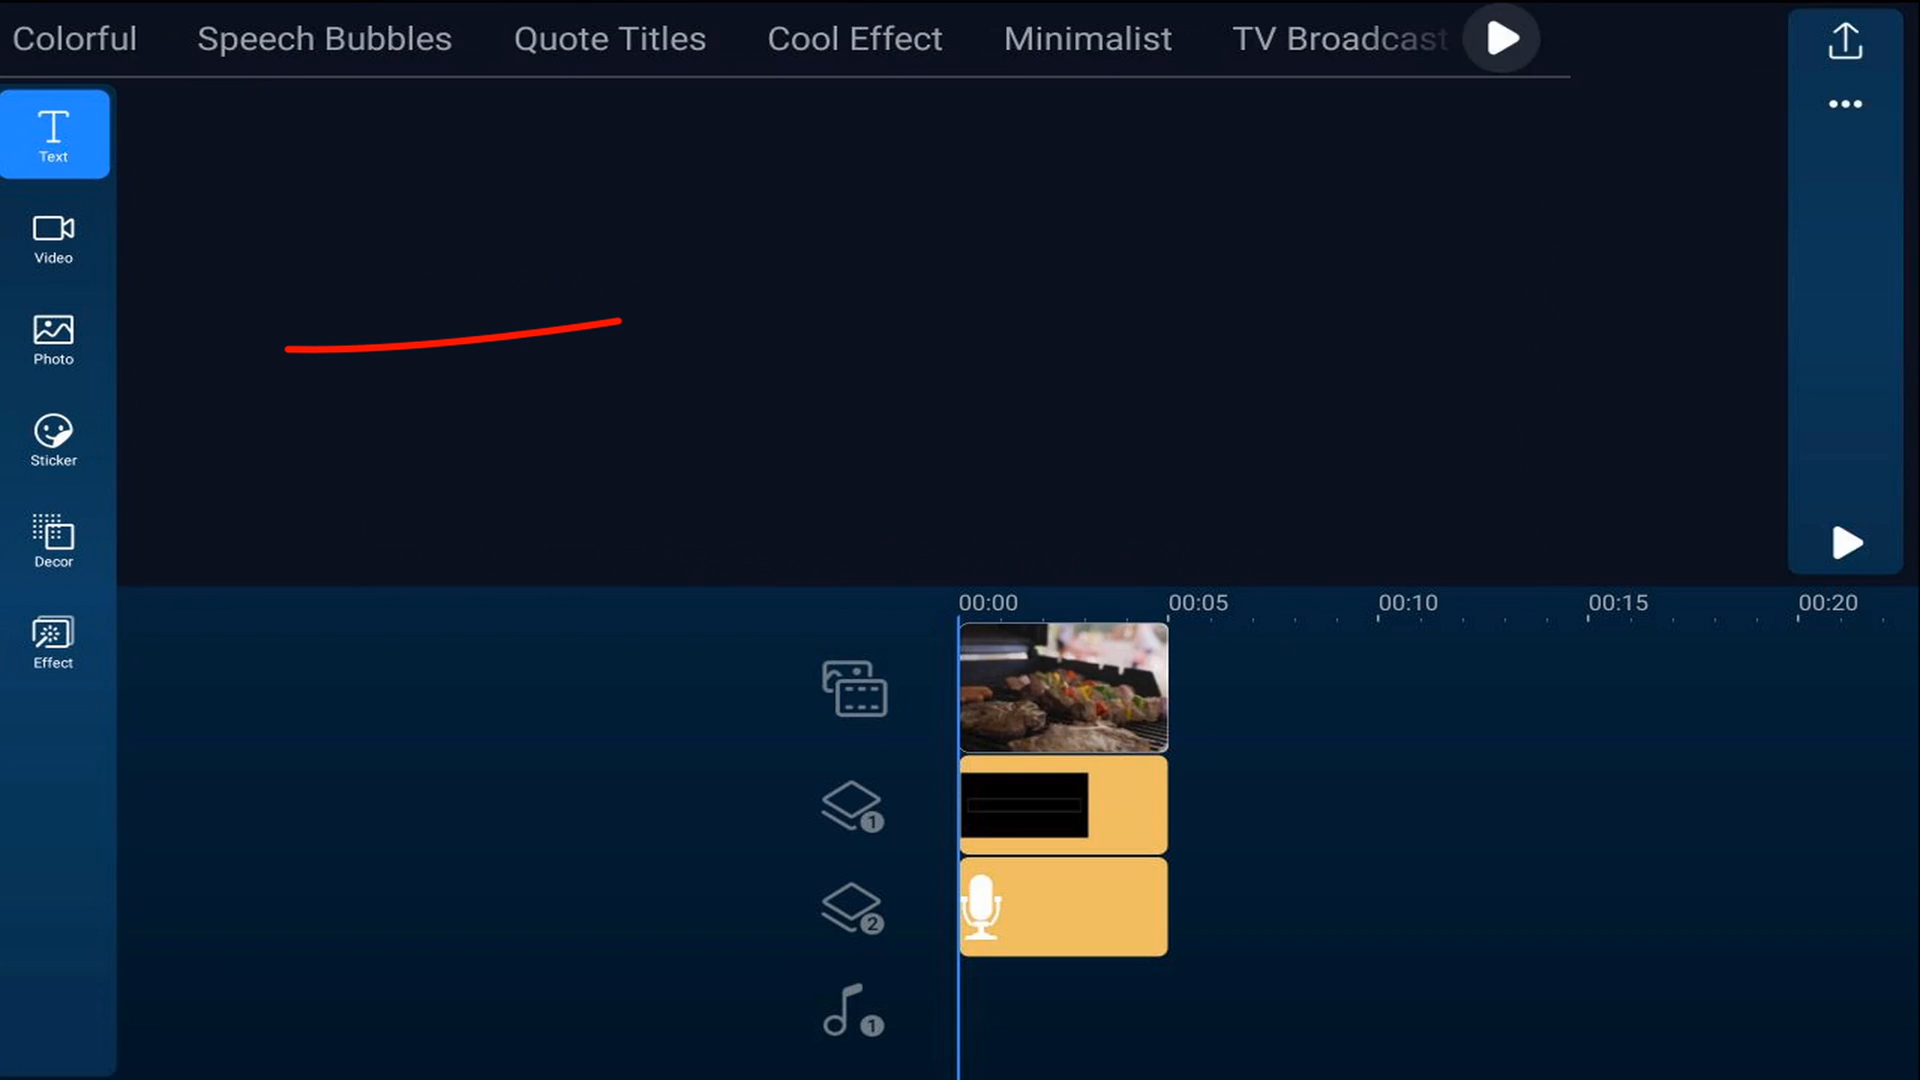 Colorful Speech Bubbles Quote Titles Cool Effect Minimalist TV Broadcast
Text
Video
Photo
Sticker
Decor
Effect
00:00 00:05 00:10 00:15 00:20
1
2
1